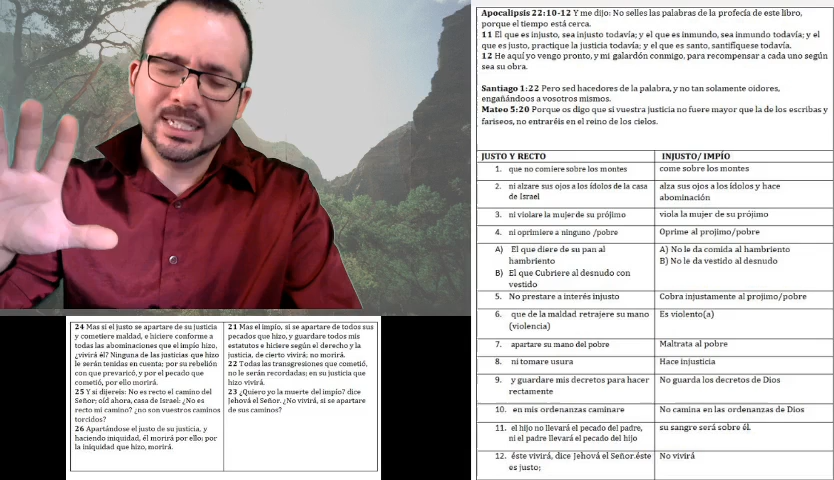 Apocalipsis 22:10-12 Y me dijo: No selles las palabras de la profecía de este libro,
porque el tiempo está cerca.
11 El que es injusto, sea injusto todavía; y el que es inmundo, sea inmundo todavía; y el
que es justo, practique la justicia todavía; y el que es santo, santifíquese todavía.
12 He aquí yo vengo pronto, y mi galardón conmigo, para recompensar a cada uno según
sea su obra.
Santiago 1:22 Pero sed hacedores de la palabra, y no tan solamente oidores,
engañándoos a vosotros mismos.
Mateo 5:20 Porque os digo que si vuestra justicia no fuere mayor que la de los escribas y
fariseos, no entraréis en el reino de los cielos.
JUSTO Y RECTO INJUSTO/ IMPÍO
1. que no comiere sobre los montes come sobre los montes
2. ni alzare sus ojos a los ídolos de la casa alza sus ojos a los ídolos y hace
de Israel abominación
3. ni violare la mujer de su prójimo viola la mujer de su prójimo
4. ni oprimiere a ninguno /pobre Oprime al projimo/pobre
A) El que diere de su pan al A) No le da comida al hambriento
hambriento B) No le da vestido al desnudo
B) El que Cubriere al desnudo con
vestido
5. No prestare a interés injusto Cobra injustamente al projimo/pobre
6. que de la maldad retrajere su mano Es violento(a)
(violencia)
7. apartare su mano del pobre Maltrata al pobre
8. ni tomare usura Hace injusticia
9. y guardare mis decretos para hacer No guarda los decretos de Dios
rectamente
10. en mis ordenanzas caminare No camina en las ordenanzas de Dios
11. el hijo no llevará el pecado del padre, su sangre será sobre él.
ni el padre llevará el pecado del hijo
12. éste vivirá, dice Jehová el Señor.éste No vivirá
es justo;
24 Mas si el justo se apartare de su justicia
y cometiere maldad, e hiciere conforme a
todas las abominaciones que el impío hizo,
¿vivirá él? Ninguna de las justicias que hizo
le serán tenidas en cuenta; por su rebelión
con que prevaricó, y por el pecado que
cometió, por ello morirá.
25 Y si dijereis: No es recto el camino del
Señor; oíd ahora, casa de Israel: ¿No es
recto mi camino? ¿no son vuestros caminos
torcidos?
26 Apartándose el justo de su justicia, y
haciendo iniquidad, él morirá por ello; por
la iniquidad que hizo, morirá.
21 Mas el impío, si se apartare de todos sus
pecados que hizo, y guardare todos mis
estatutos e hiciere según el derecho y la
justicia, de cierto vivirá; no morirá.
22 Todas las transgresiones que cometió,
no le serán recordadas; en su justicia que
hizo vivirá.
23 ¿Quiero yo la muerte del impío? dice
Jehová el Señor. ¿No vivirá, si se apartare
de sus caminos?